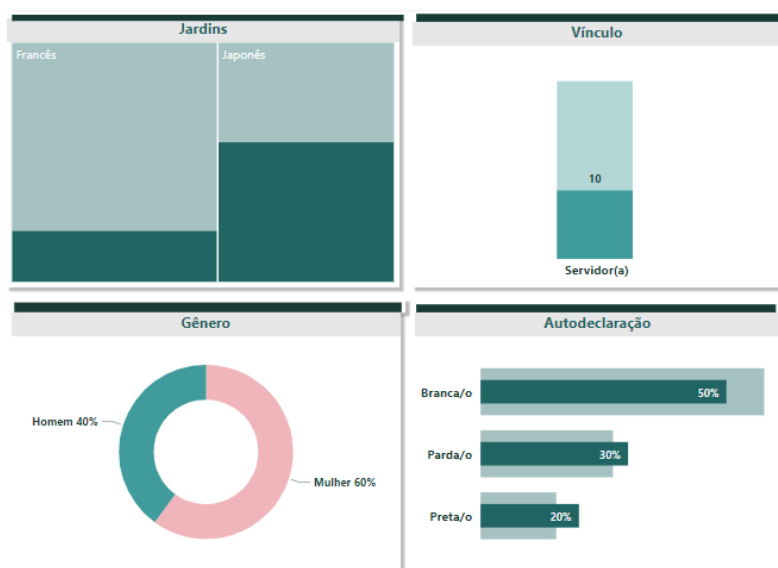 Jardins
Francês
Japonês
Vínculo
10
Servidor(a)
Gênero
Homem 40%
Mulher 60%
Autodeclaração
Branca/o
50%
Parda/o
30%
Preta/o
20%